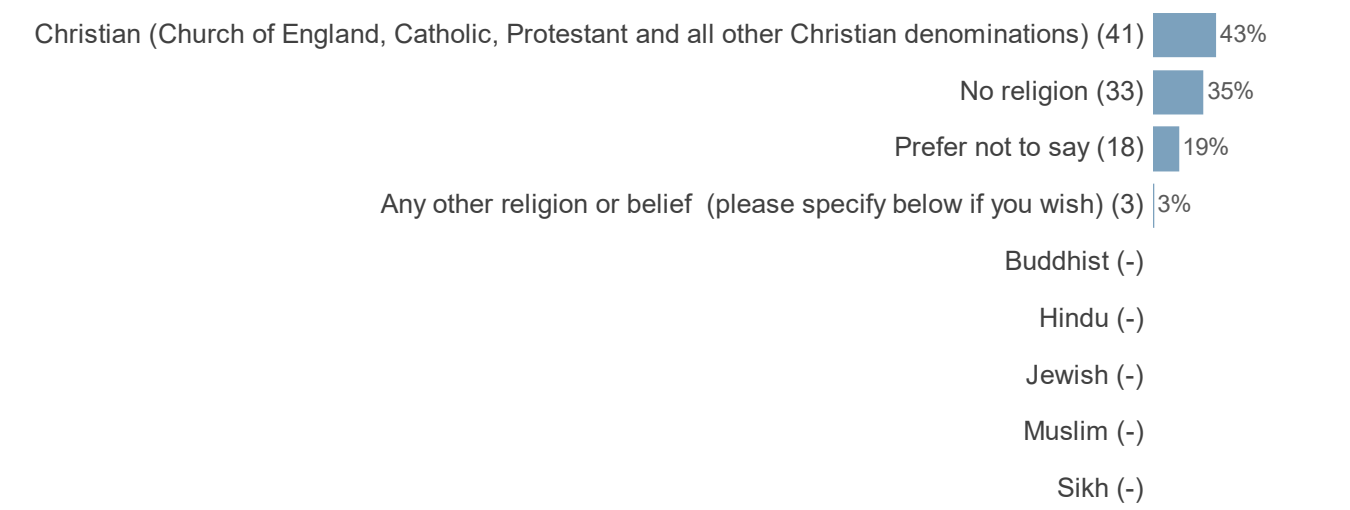 Christian (Church of England, Catholic, Protestant and all other Christian denominations) (41) 43%
No religion (33) 35%
Prefer not to say (18) 19%
Any other religion or belief  (please specify below if you wish) (3) 3%
Buddhist (-)
Hindu (-)
Jewish (-)
Muslim (-)
Sikh (-)